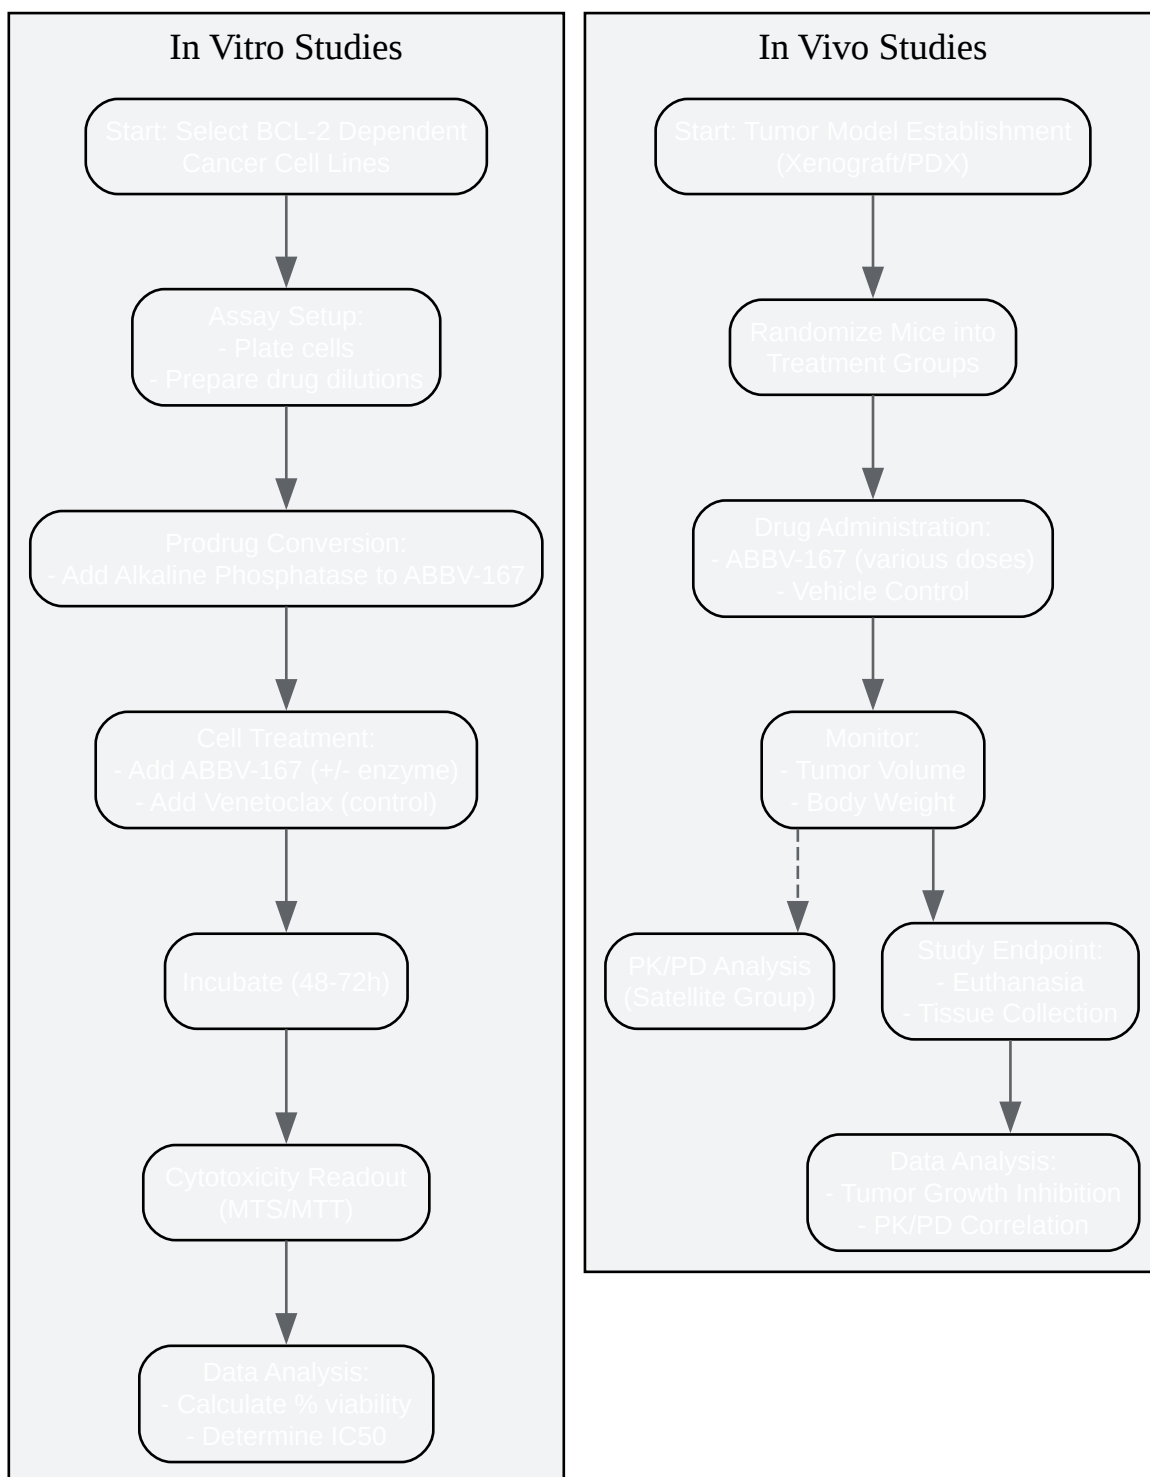 In Vitro Studies
Start: Select BCL-2 Dependent
Cancer Cell Lines
Assay Setup:
- Plate cells
- Prepare drug dilutions
Prodrug Conversion:
- Add Alkaline Phosphatase to ABBV-167
Cell Treatment:
- Add ABBV-167 (+/- enzyme)
- Add Venetoclax (control)
Incubate (48-72h)
Cytotoxicity Readout
(MTS/MTT)
Data Analysis:
- Calculate % viability
- Determine IC50
In Vivo Studies
Start: Tumor Model Establishment
(Xenograft/PDX)
Randomize Mice into
Treatment Groups
Drug Administration:
- ABBV-167 (various doses)
- Vehicle Control
Monitor:
- Tumor Volume
- Body Weight
PK/PD Analysis
(Satellite Group)
Study Endpoint:
- Euthanasia
- Tissue Collection
Data Analysis:
- Tumor Growth Inhibition
- PK/PD Correlation